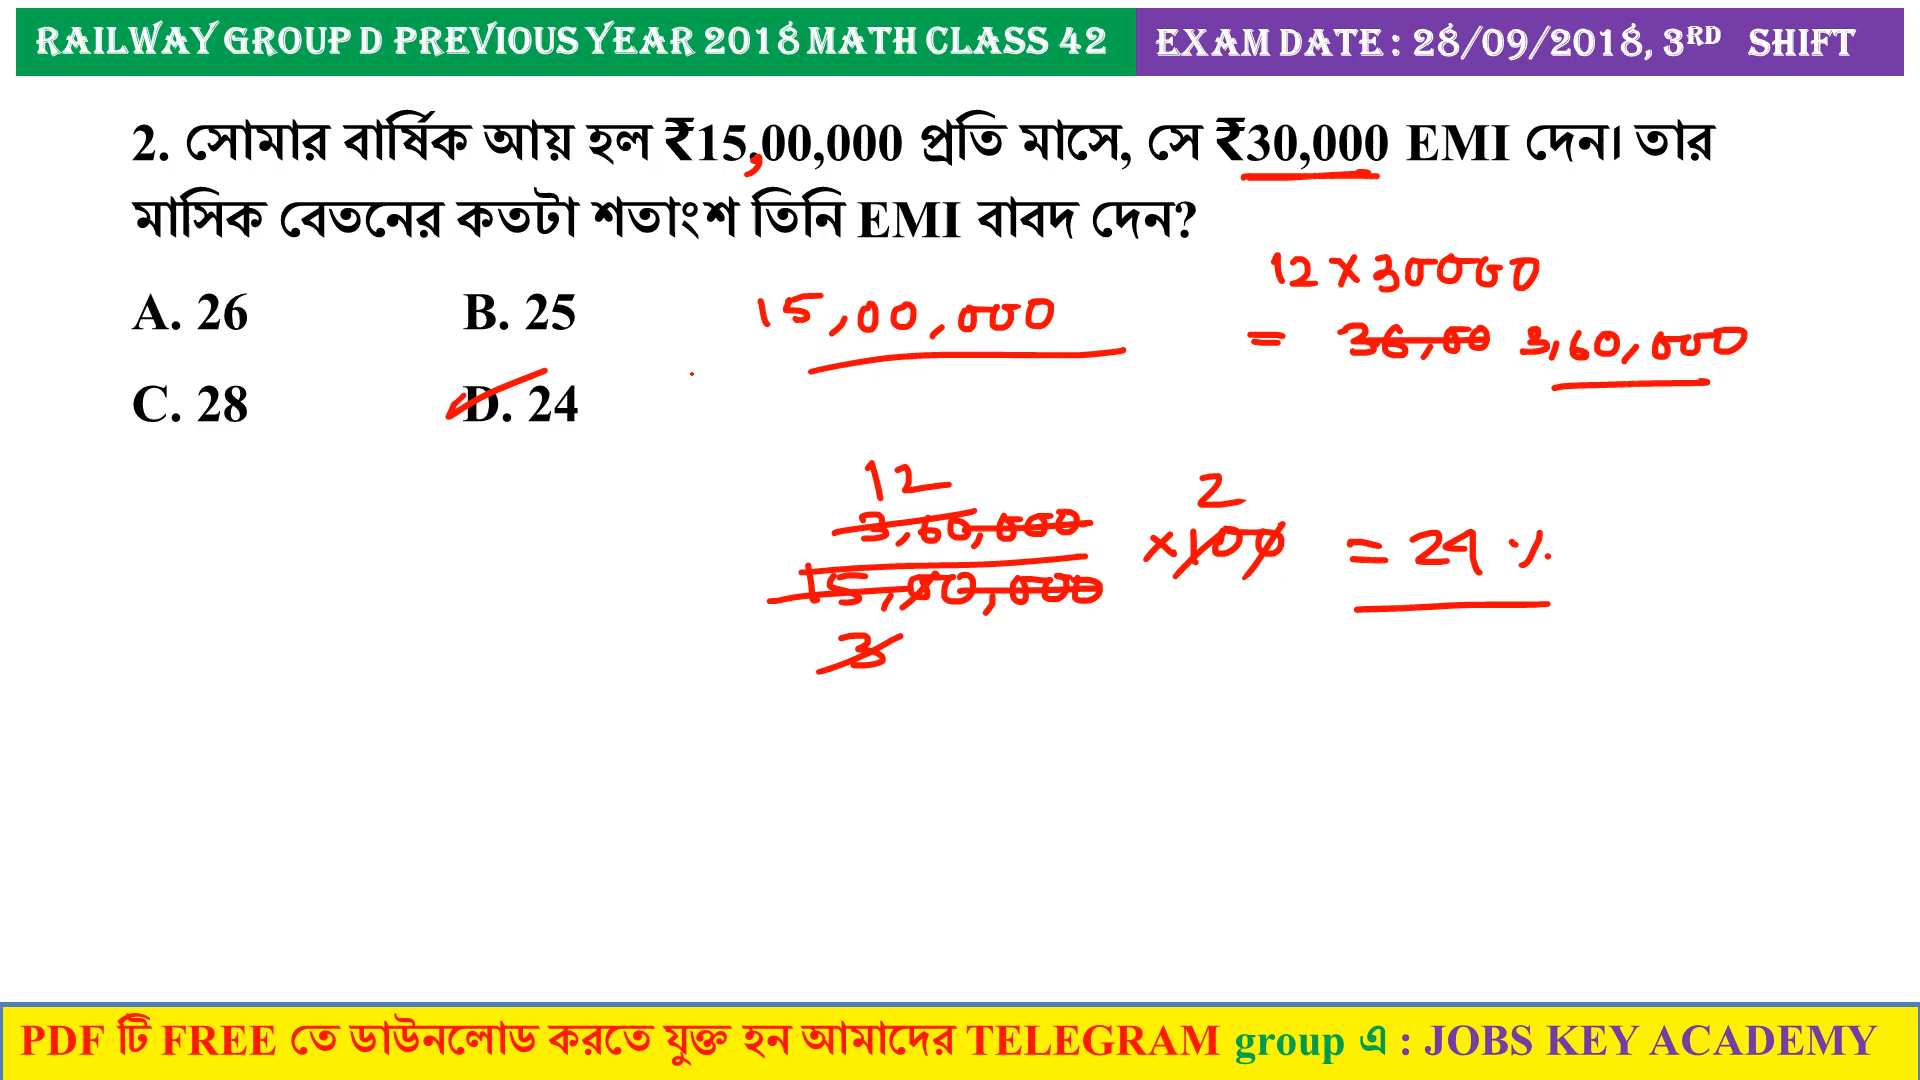 RAILWAY GROUP D PREVIOUS YEAR 2018 MATH CLASS 42
EXAM DATE : 28/09/2018, 3RD SHIFT
2. সোমার বার্ষিক আয় হল ₹15,00,000 প্রতি মাসে, সে ₹30,000 EMI দেন। তার
মাসিক বেতনের কতটা শতাংশ তিনি EMI বাবদ দেন?
12 × 30000
A. 26 B. 25
15,00,000
= 36,00 3,60,000
C. 28 D. 24
12
3,60,000
15,00,000
3
2
×100
= 24 %
PDF টি FREE তে ডাউনলোড করতে যুক্ত হন আমাদের TELEGRAM group এ : JOBS KEY ACADEMY